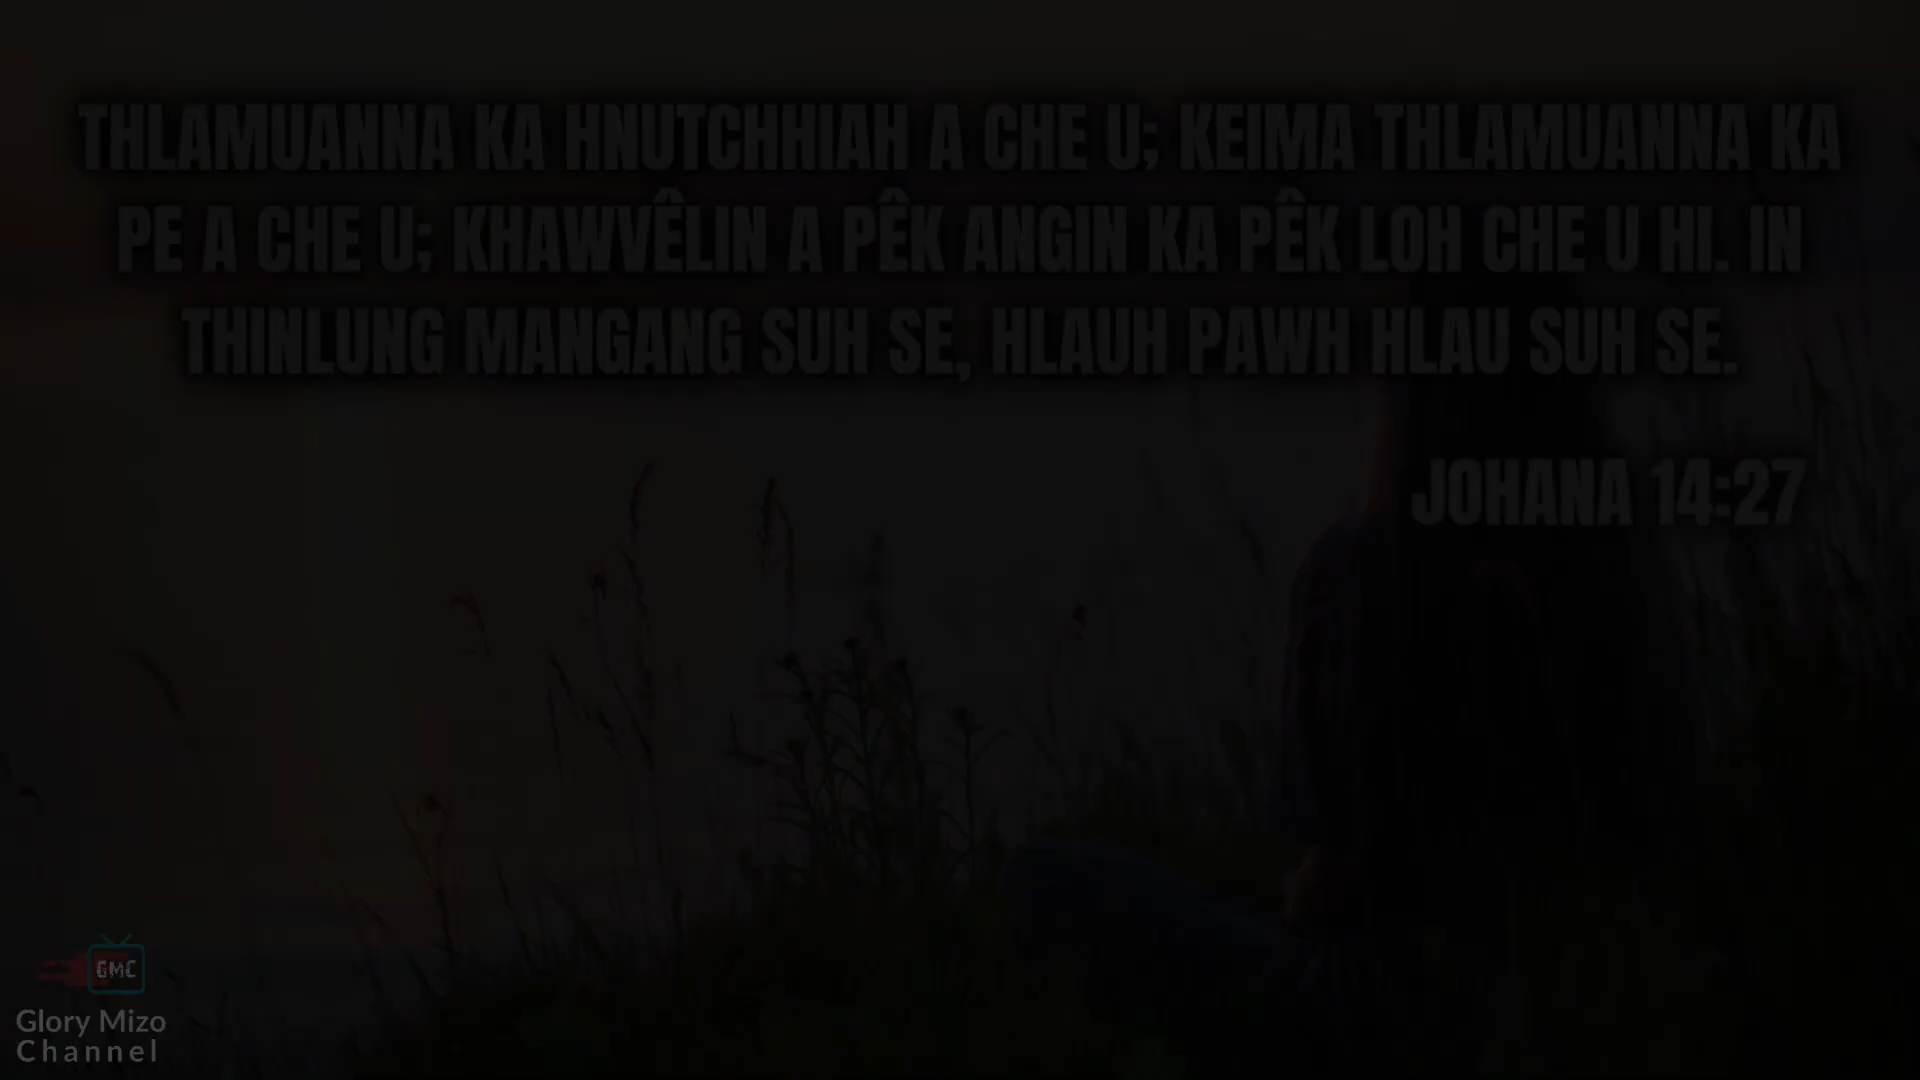 THLAMUANNA KA HNUTCHHIAH A CHE U; KEIMA THLAMUANNA KA
PE A CHE U; KHAWVÊLIN A PÊK ANGIN KA PÊK LOH CHE U HI. IN
THINLUNG MANGANG SUH SE, HLAUH PAWH HLAU SUH SE.
JOHANA 14:27
GMC
Glory Mizo
Channel